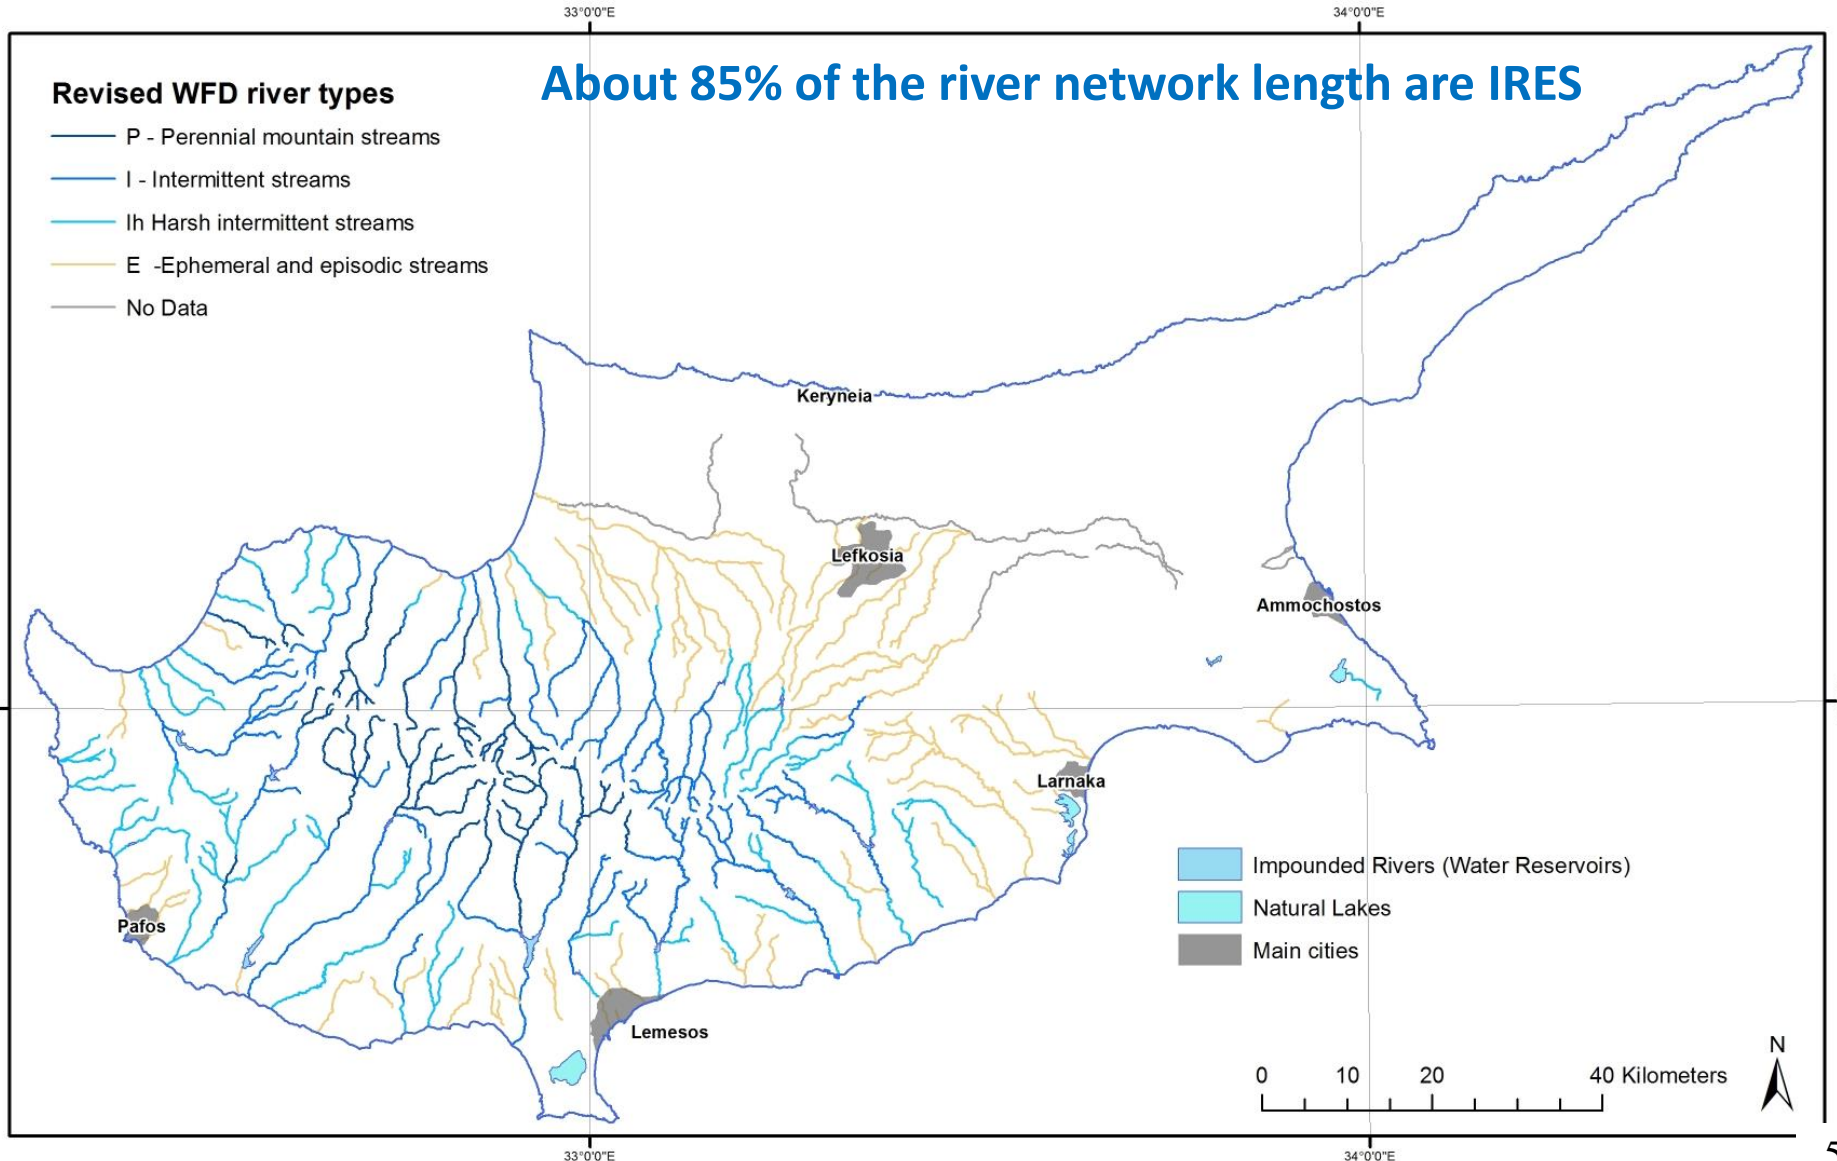 33°0'0"E
34°0'0"E
About 85% of the river network length are IRES
Revised WFD river types
P - Perennial mountain streams
I - Intermittent streams
Ih Harsh intermittent streams
E -Ephemeral and episodic streams
No Data
Keryneia
Lefkosia
Ammochostos
Larnaka
Impounded Rivers (Water Reservoirs)
Natural Lakes
Main cities
Pafos
Lemesos
N
0 10 20 40 Kilometers
33°0'0"E
34°0'0"E